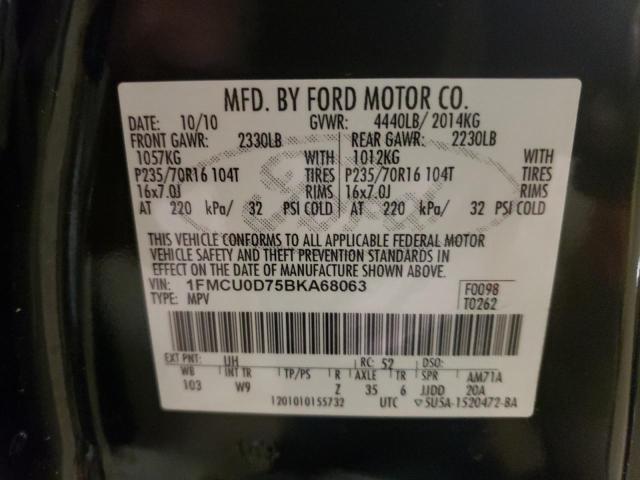 MFD. BY FORD MOTOR CO.
DATE: 10/10 GVWR: 4440LB/ 2014KG
FRONT GAWR: 2330LB REAR GAWR: 2230LB
1057KG WITH 1012KG WITH
P235/70R16 104T TIRES P235/70R16 104T TIRES
16x7.0J RIMS 16x7.0J RIMS
AT 220 kPa/ 32 PSI COLD AT 220 kPa/ 32 PSI COLD
THIS VEHICLE CONFORMS TO ALL APPLICABLE FEDERAL MOTOR
VEHICLE SAFETY AND THEFT PREVENTION STANDARDS IN
EFFECT ON THE DATE OF MANUFACTURE SHOWN ABOVE.
VIN: 1FMCU0D75BKA68063 F0098
TYPE: MPV T0262
EXT PNT: UH RC: 52 DSO:
WB INT TR TP/PS R AXLE TR SPR AM71A
103 W9 Z 35 6 JJDD 20A
1201010155732 UTC ▽5U5A-1520472-BA